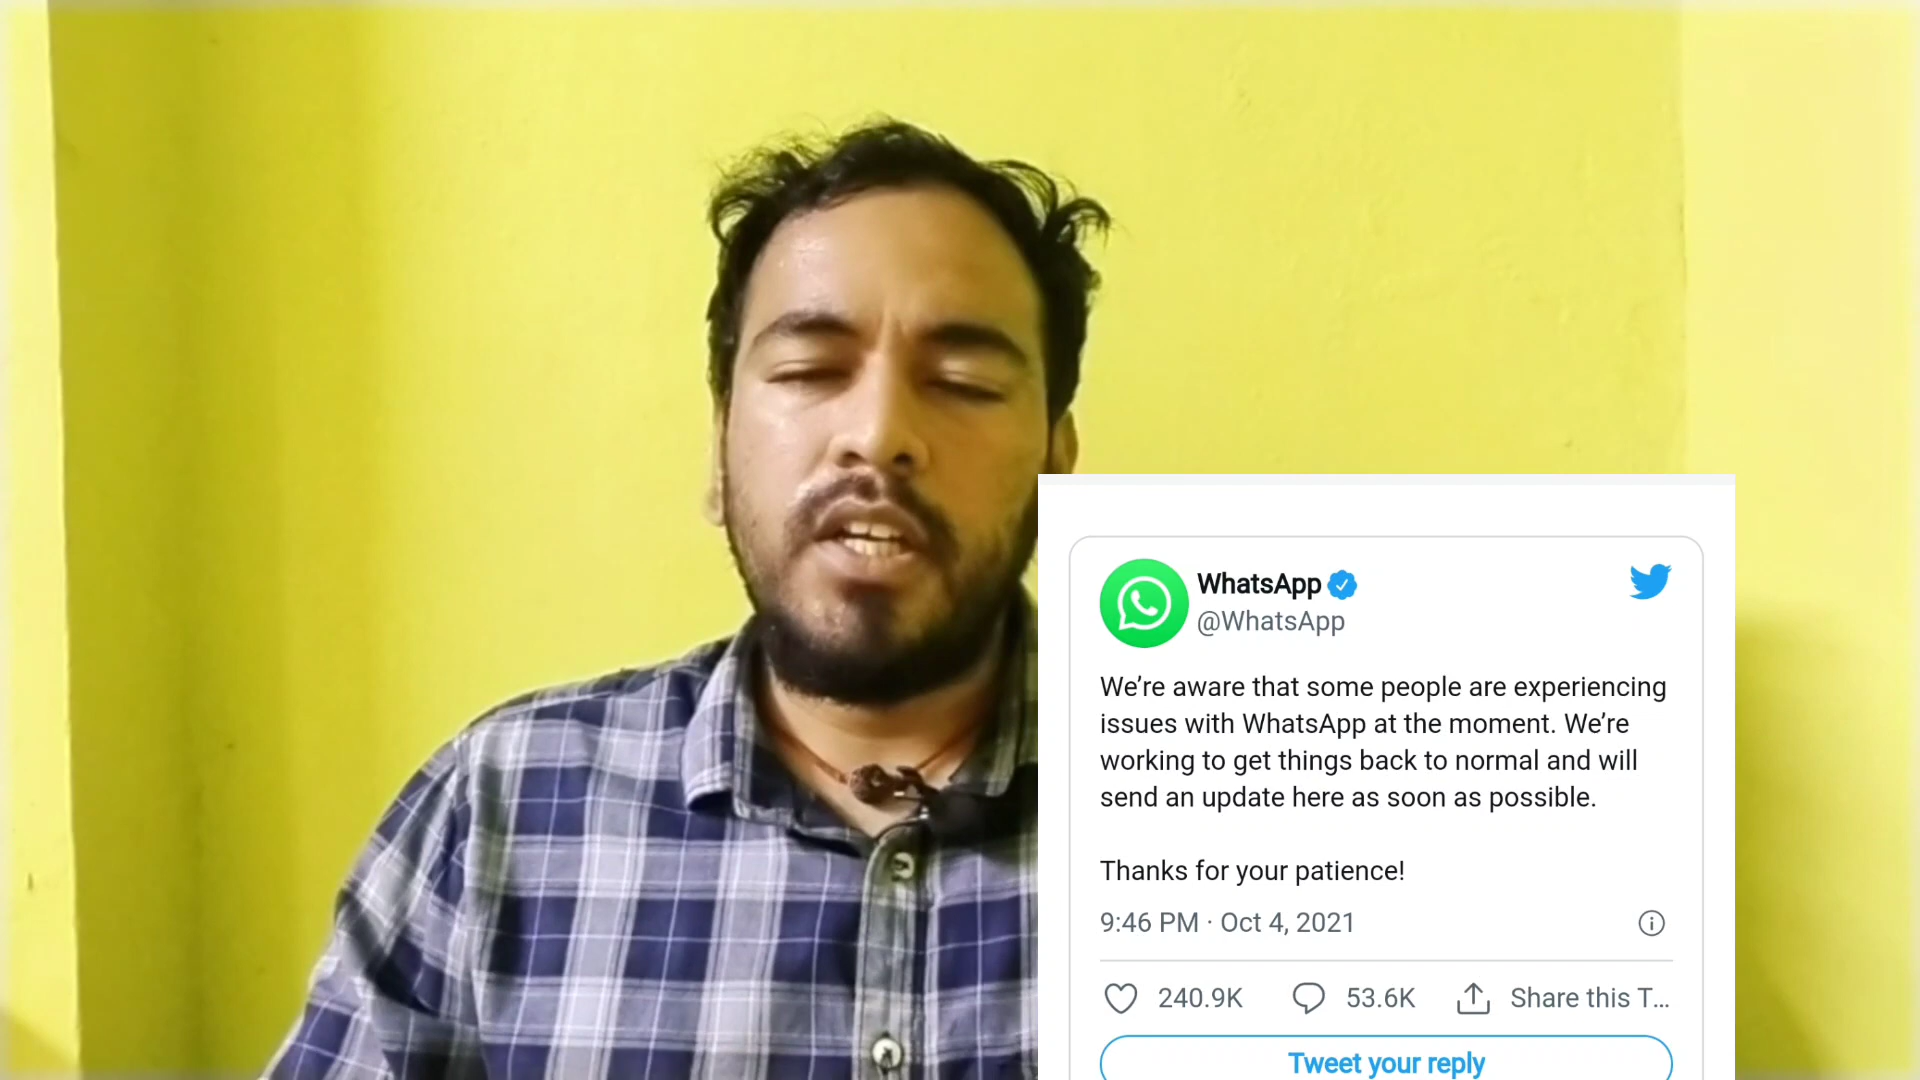 WhatsApp
@WhatsApp
We’re aware that some people are experiencing
issues with WhatsApp at the moment. We’re
working to get things back to normal and will
send an update here as soon as possible.
Thanks for your patience!
9:46 PM · Oct 4, 2021
240.9K 53.6K Share this T...
Tweet your reply